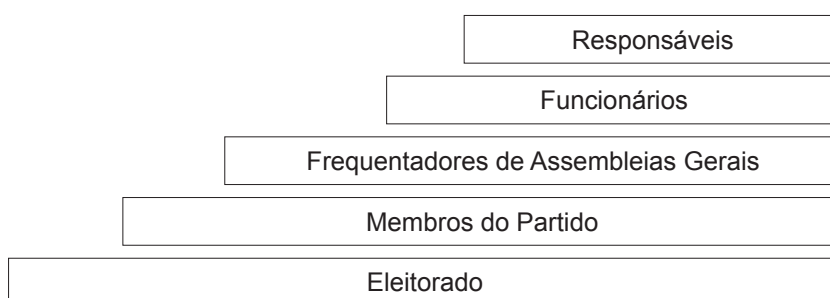 Responsáveis
Funcionários
Frequentadores de Assembleias Gerais
Membros do Partido
Eleitorado